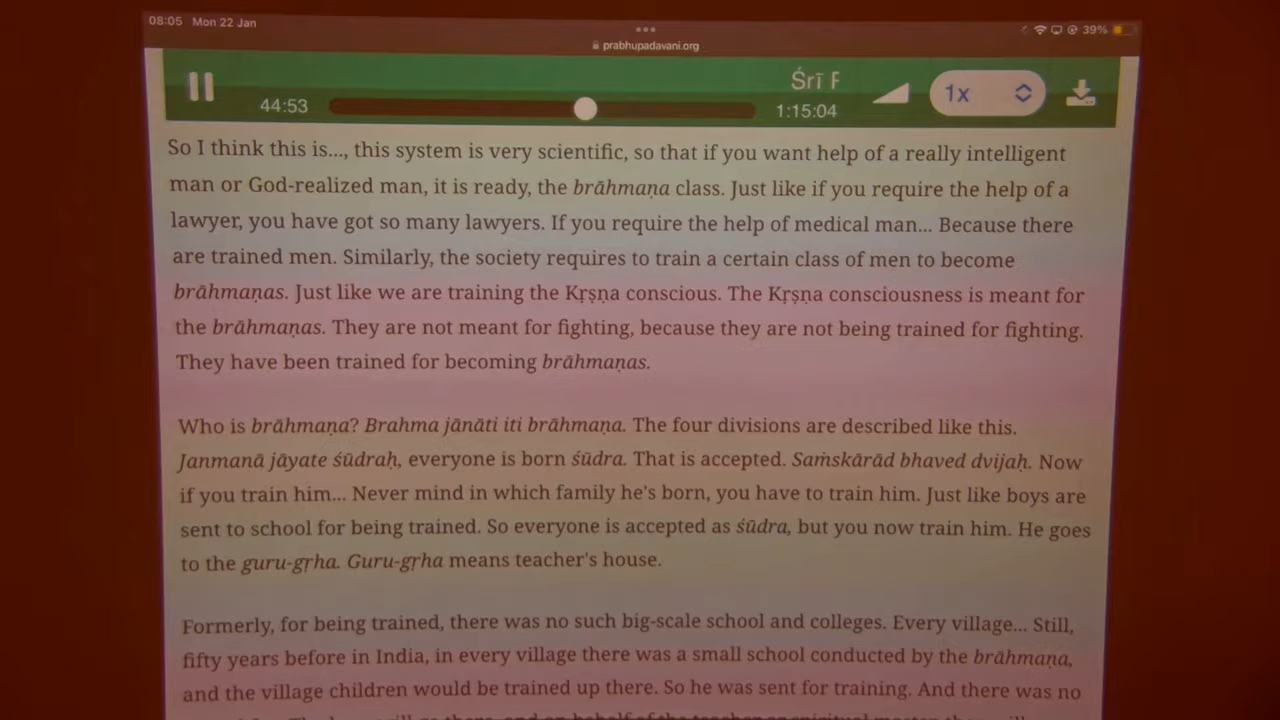 08:05 Mon 22 Jan
39%
prabhupadavani.org
44:53
Śrī
1:15:04
1x
So I think this is..., this system is very scientific, so that if you want help of a really intelligent
man or God-realized man, it is ready, the brāhmaṇa class. Just like if you require the help of a
lawyer, you have got so many lawyers. If you require the help of medical man... Because there
are trained men. Similarly, the society requires to train a certain class of men to become
brāhmaṇas. Just like we are training the Kṛṣṇa conscious. The Kṛṣṇa consciousness is meant for
the brāhmaṇas. They are not meant for fighting, because they are not being trained for fighting.
They have been trained for becoming brāhmaṇas.
Who is brāhmaṇa? Brahma jānāti iti brāhmaṇa. The four divisions are described like this.
Janmanā jāyate śūdraḥ, everyone is born śūdra. That is accepted. Saṁskārād bhaved dvijaḥ. Now
if you train him... Never mind in which family he's born, you have to train him. Just like boys are
sent to school for being trained. So everyone is accepted as śūdra, but you now train him. He goes
to the guru-gṛha. Guru-gṛha means teacher's house.
Formerly, for being trained, there was no such big-scale school and colleges. Every village... Still,
fifty years before in India, in every village there was a small school conducted by the brāhmaṇa,
and the village children would be trained up there. So he was sent for training. And there was no